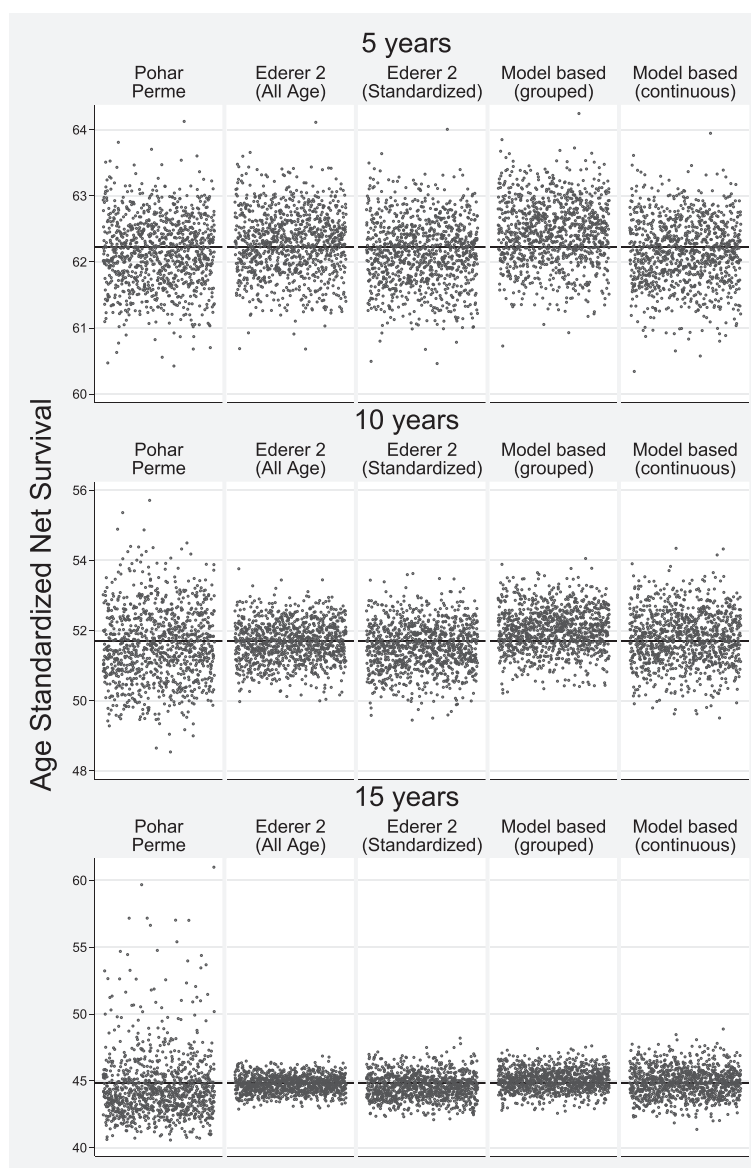 5 years
Pohar Perme
Ederer 2 (All Age)
Ederer 2 (Standardized)
Model based (grouped)
Model based (continuous)
64
63
62
61
60
10 years
Pohar Perme
Ederer 2 (All Age)
Ederer 2 (Standardized)
Model based (grouped)
Model based (continuous)
56
54
52
50
48
15 years
Pohar Perme
Ederer 2 (All Age)
Ederer 2 (Standardized)
Model based (grouped)
Model based (continuous)
60
55
50
45
40
Age Standardized Net Survival